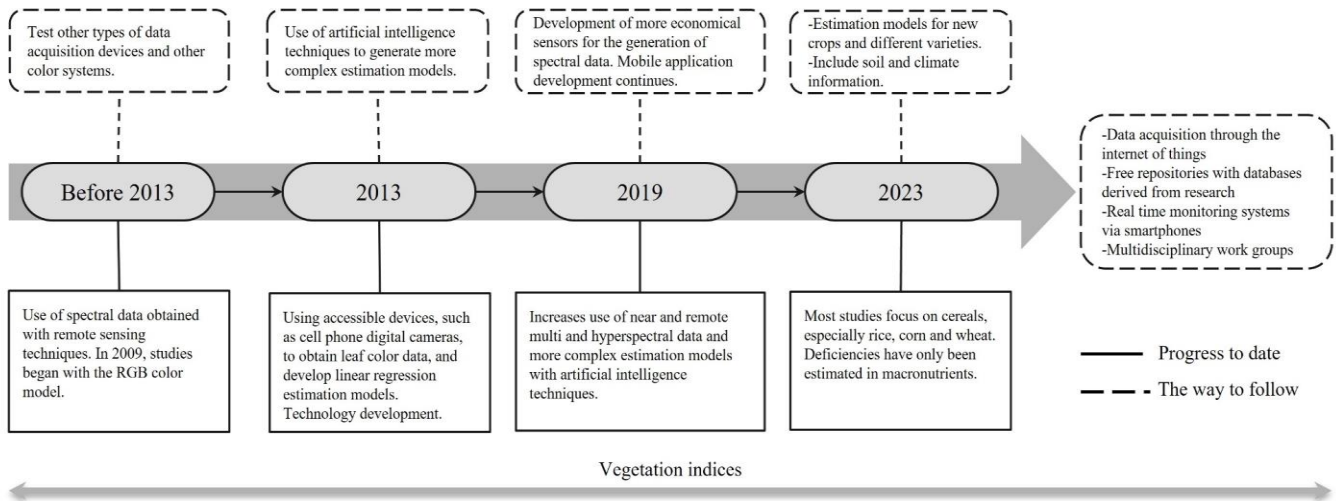 Test other types of data
acquisition devices and other
color systems.
Use of artificial intelligence
techniques to generate more
complex estimation models.
Development of more economical
sensors for the generation of
spectral data. Mobile application
development continues.
-Estimation models for new
crops and different varieties.
-Include soil and climate
information.
-Data acquisition through the
internet of things
-Free repositories with databases
derived from research
-Real time monitoring systems
via smartphones
-Multidisciplinary work groups
Before 2013
2013
2019
2023
Use of spectral data obtained
with remote sensing
techniques. In 2009, studies
began with the RGB color
model.
Using accessible devices, such
as cell phone digital cameras,
to obtain leaf color data, and
develop linear regression
estimation models.
Technology development.
Increases use of near and remote
multi and hyperspectral data and
more complex estimation models
with artificial intelligence
techniques.
Most studies focus on cereals,
especially rice, corn and wheat.
Deficiencies have only been
estimated in macronutrients.
Progress to date
The way to follow
Vegetation indices